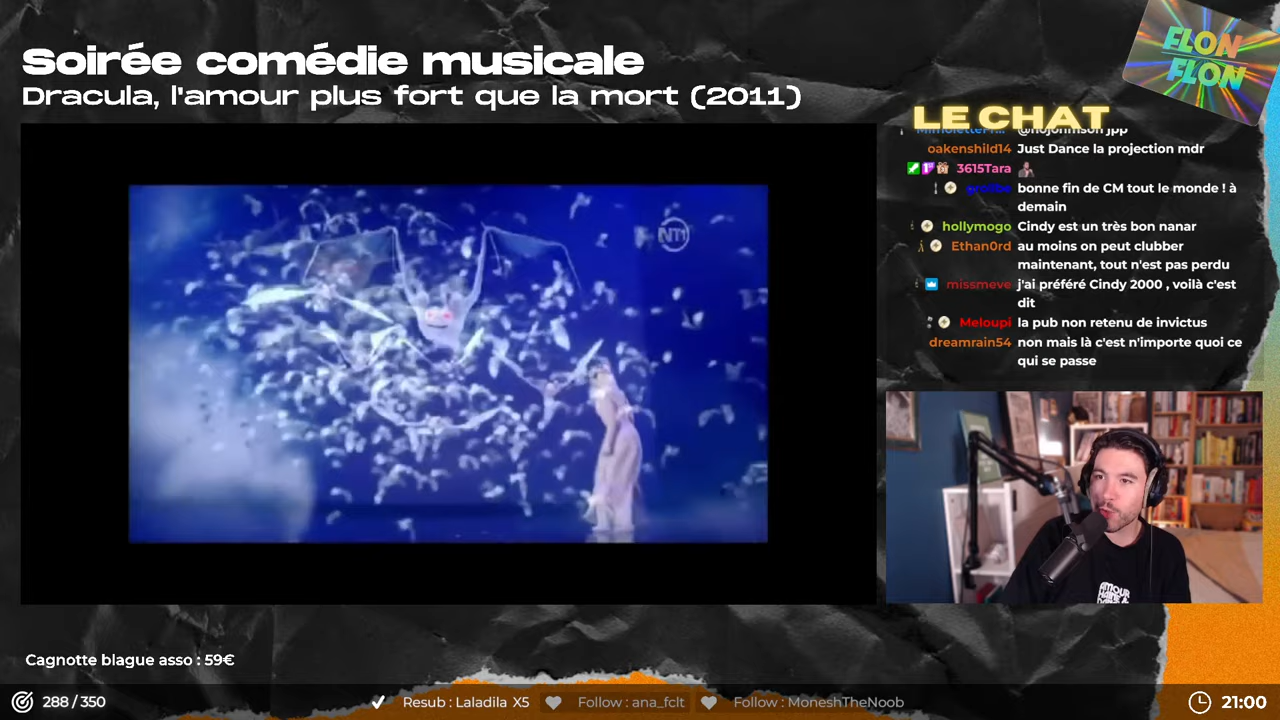 Soirée comédie musicale
Dracula, l'amour plus fort que la mort (2011)
FLON
FLON
LE CHAT
@nojohnson jpp
oakenshild14 Just Dance la projection mdr
3615Tara
bonne fin de CM tout le monde ! à
demain
hollymogo Cindy est un très bon nanar
Ethan0rd au moins on peut clubber
maintenant, tout n'est pas perdu
missmeve j'ai préféré Cindy 2000 , voilà c'est
dit
Meloupi la pub non retenu de invictus
dreamrain54 non mais là c'est n'importe quoi ce
qui se passe
NT1
AMOUR
Cagnotte blague asso : 59€
288 / 350
Resub : Laladila X5
Follow : ana_fclt
Follow : MoneshTheNoob
21:00